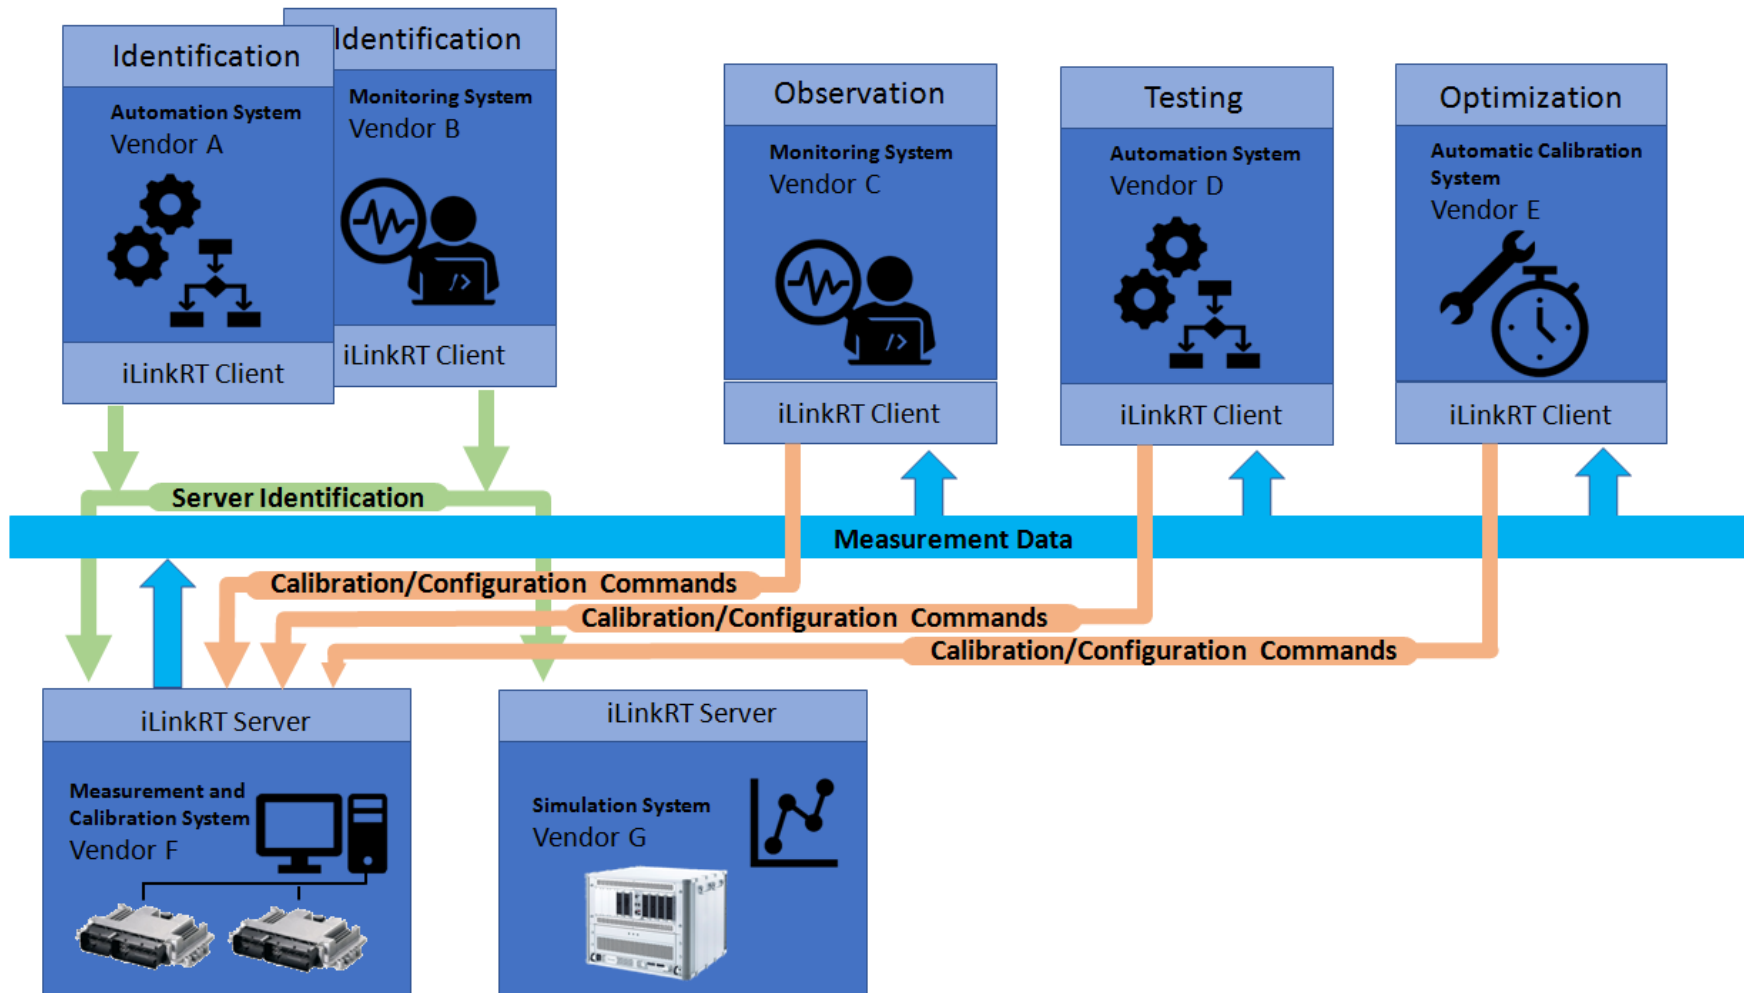 Identification
Automation System
Vendor A
iLinkRT Client
Identification
Monitoring System
Vendor B
iLinkRT Client
Observation
Monitoring System
Vendor C
iLinkRT Client
Testing
Automation System
Vendor D
iLinkRT Client
Optimization
Automatic Calibration
System
Vendor E
iLinkRT Client
Server Identification
Measurement Data
Calibration/Configuration Commands
Calibration/Configuration Commands
Calibration/Configuration Commands
iLinkRT Server
Measurement and
Calibration System
Vendor F
iLinkRT Server
Simulation System
Vendor G